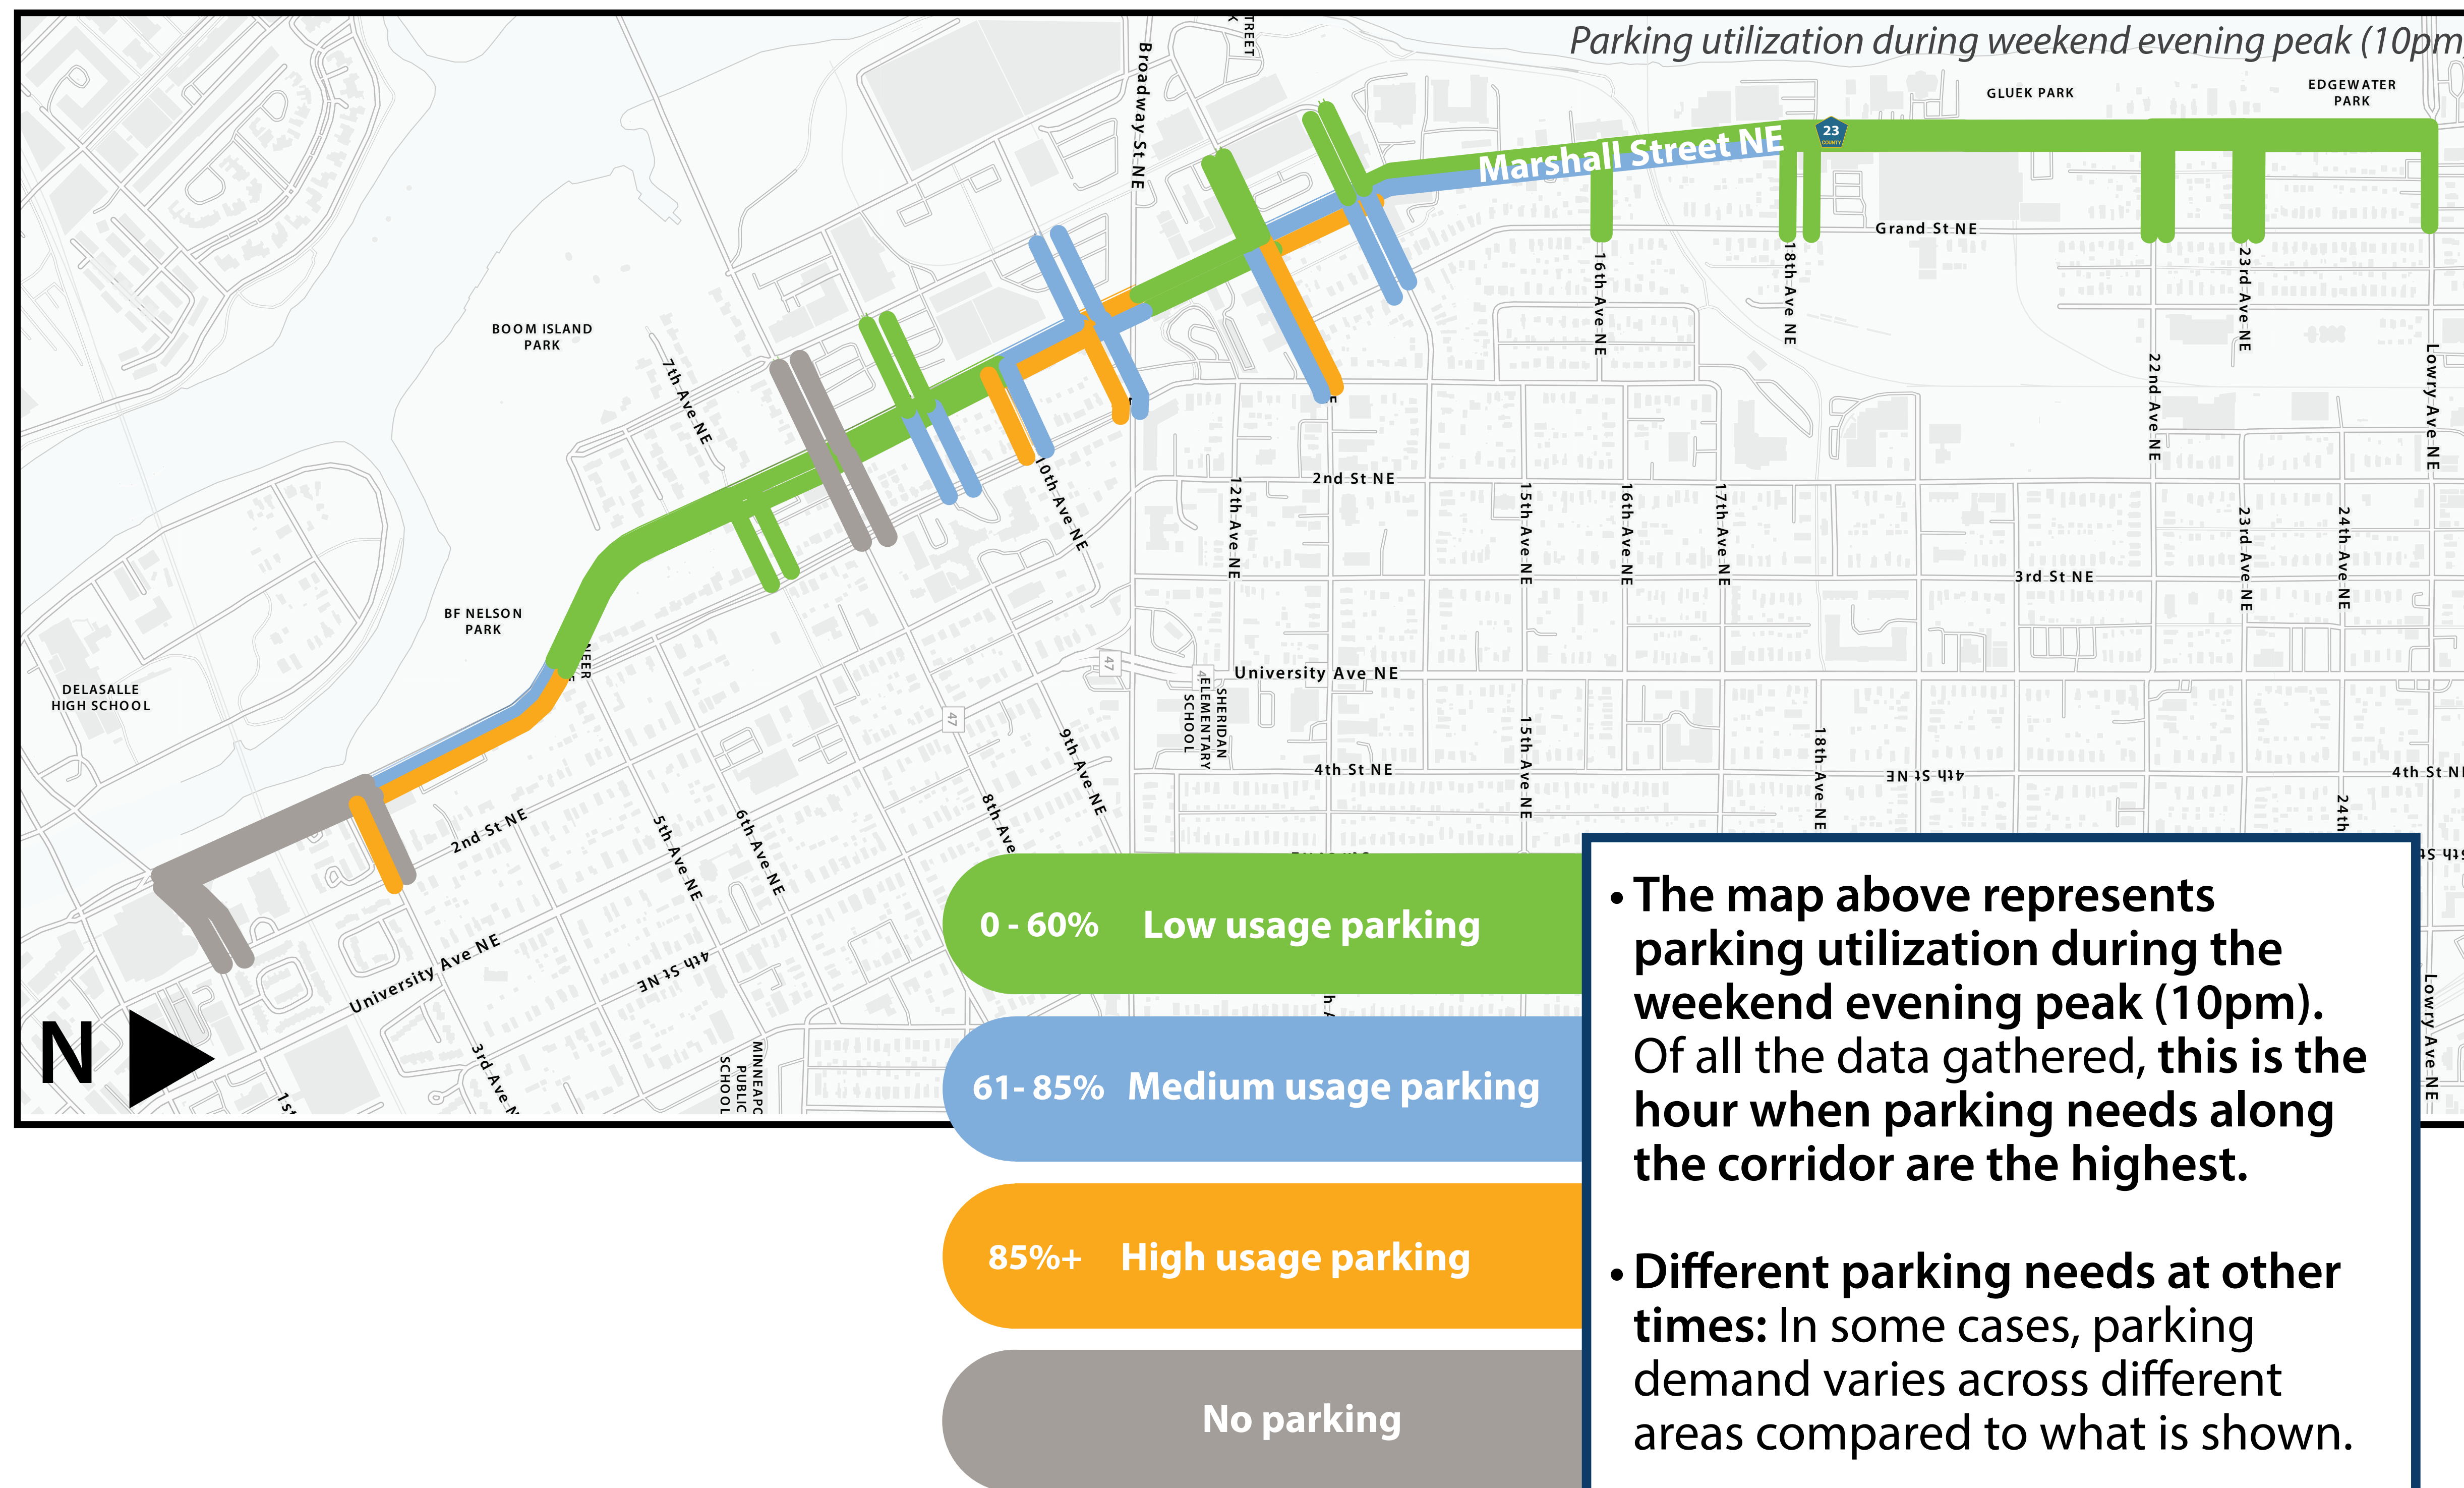 Parking utilization during weekend evening peak (10pm
Broadway St NE
GLUEK PARK
EDGEWATER
PARK
Marshall Street NE
23
COUNTY
Grand St NE
16th Ave NE
18th Ave NE
23rd Ave NE
22nd Ave NE
Lowry Ave NE
BOOM ISLAND
PARK
7th Ave NE
10th Ave NE
12th Ave NE
2nd St NE
15th Ave NE
16th Ave NE
17th Ave NE
23rd Ave NE
24th Ave NE
3rd St NE
BF NELSON
PARK
DELASALLE
HIGH SCHOOL
47
47
University Ave NE
SHERIDAN
ELEMENTARY
SCHOOL
9th Ave NE
15th Ave NE
18th Ave NE
4th St NE
4th St NE
4th St N
24th
2nd St NE
5th Ave NE
6th Ave NE
8th Ave
University Ave NE
4th St NE
3rd Ave N
1st
MINNEAPO
PUBLIC
SCHOOL
Lowry Ave NE
N
0 - 60% Low usage parking
61- 85% Medium usage parking
85%+ High usage parking
No parking
• The map above represents
parking utilization during the
weekend evening peak (10pm).
Of all the data gathered, this is the
hour when parking needs along
the corridor are the highest.
• Different parking needs at other
times: In some cases, parking
demand varies across different
areas compared to what is shown.